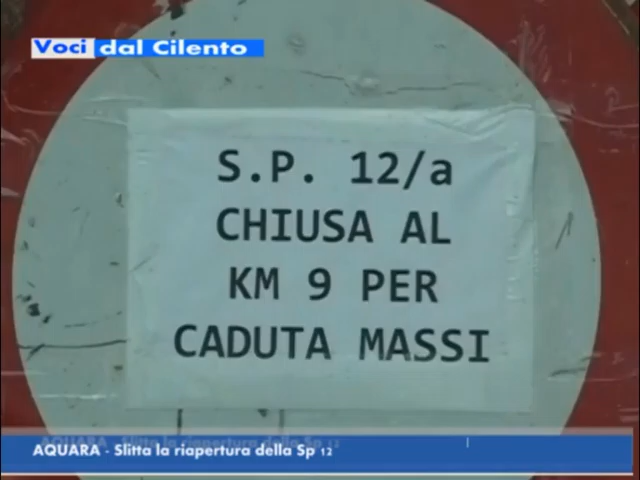 Voci dal Cilento
S.P. 12/a
CHIUSA AL
KM 9 PER
CADUTA MASSI
AQUARA - Slitta la riapertura della Sp 12